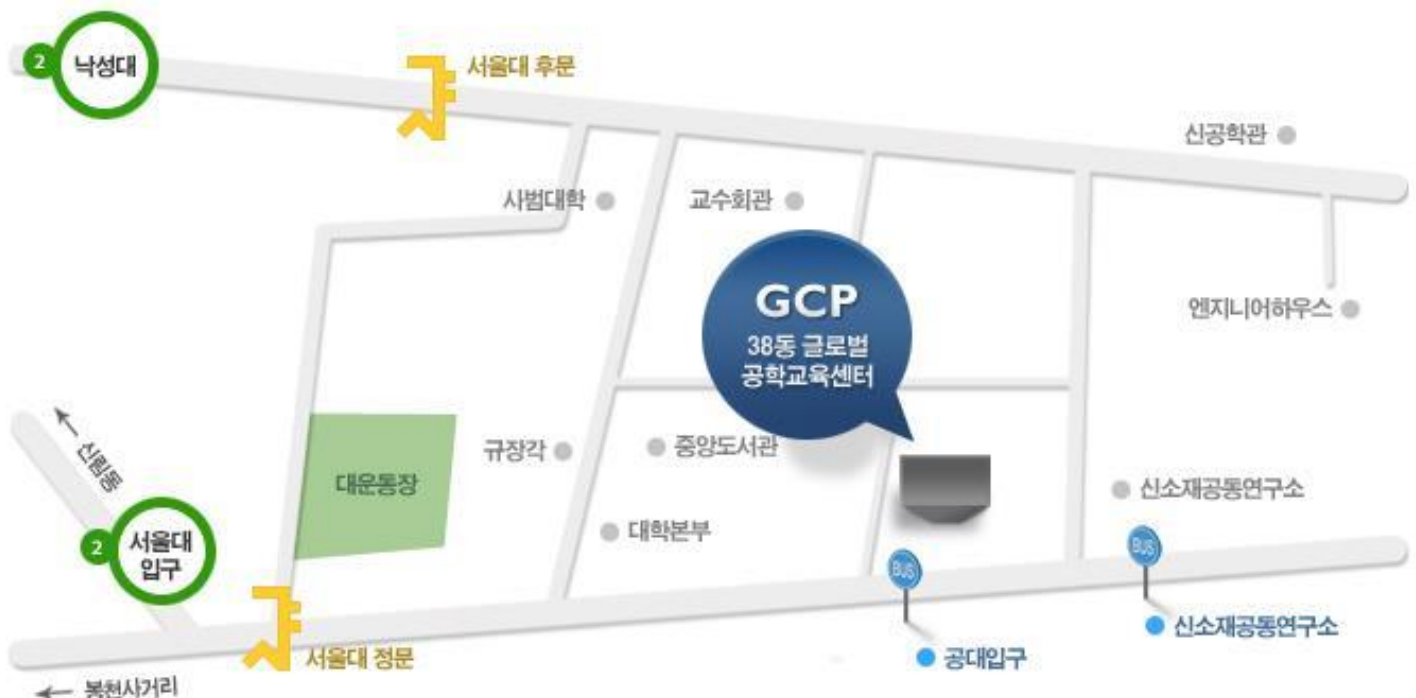 2 낙성대
서울대 후문
신공학관
사범대학
교수회관
GCP
38동 글로벌
공학교육센터
엔지니어하우스
신림동
대운동장
규장각
중앙도서관
신소재공동연구소
2 서울대
입구
대학본부
BUS
BUS
서울대 정문
공대입구
신소재공동연구소
← 봉천사거리